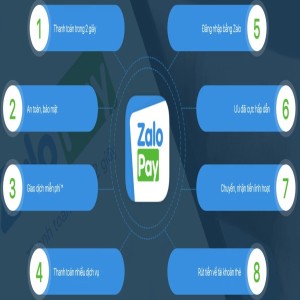 1
Thanh toán trong 2 giây
2
An toàn, bảo mật
3
Giao dịch miễn phí *
4
Thanh toán nhiều dịch vụ
Zalo
Pay
5
Đăng nhập bằng Zalo
6
Ưu đãi cực hấp dẫn
7
Chuyển, nhận tiền linh hoạt
8
Rút tiền về tài khoản thẻ